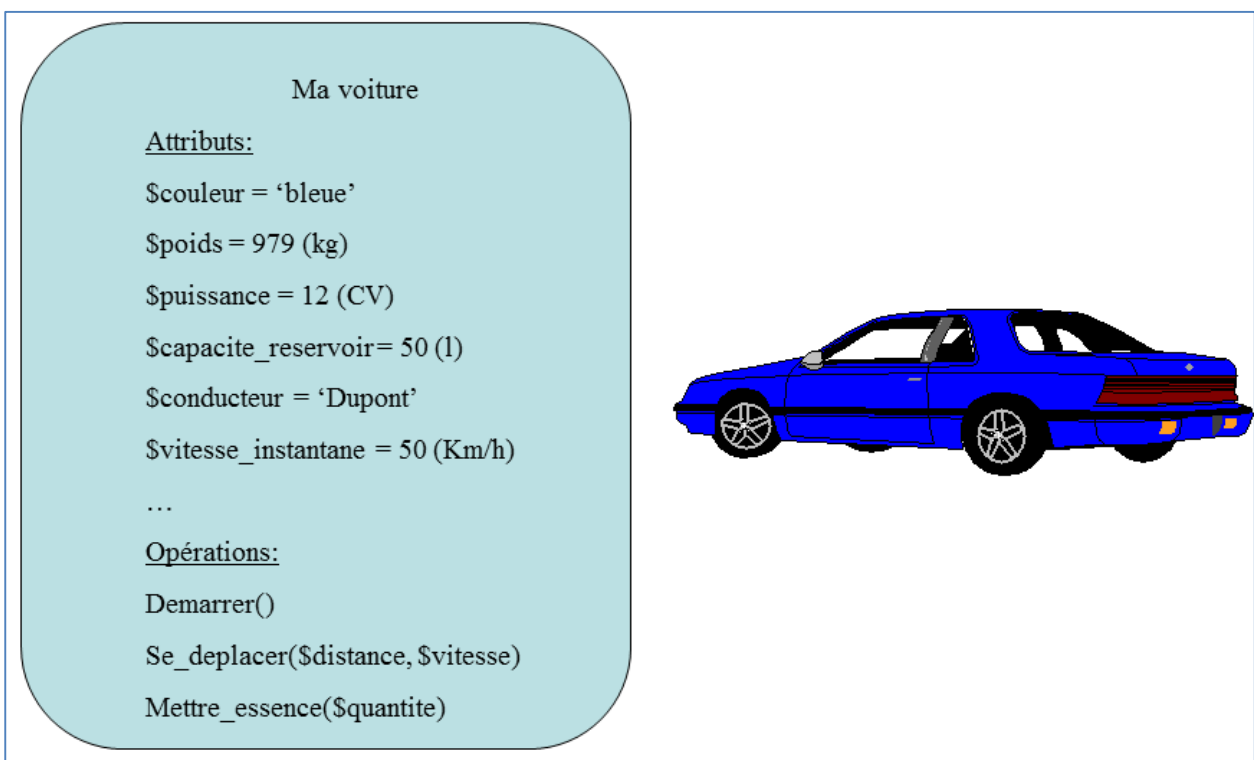 Ma voiture
Attributs:
$couleur = ‘bleue’
$poids = 979 (kg)
$puissance = 12 (CV)
$capacite_reservoir= 50 (l)
$conducteur = ‘Dupont’
$vitesse_instantane = 50 (Km/h)
…
Opérations:
Demarrer()
Se_deplacer($distance, $vitesse)
Mettre_essence($quantite)